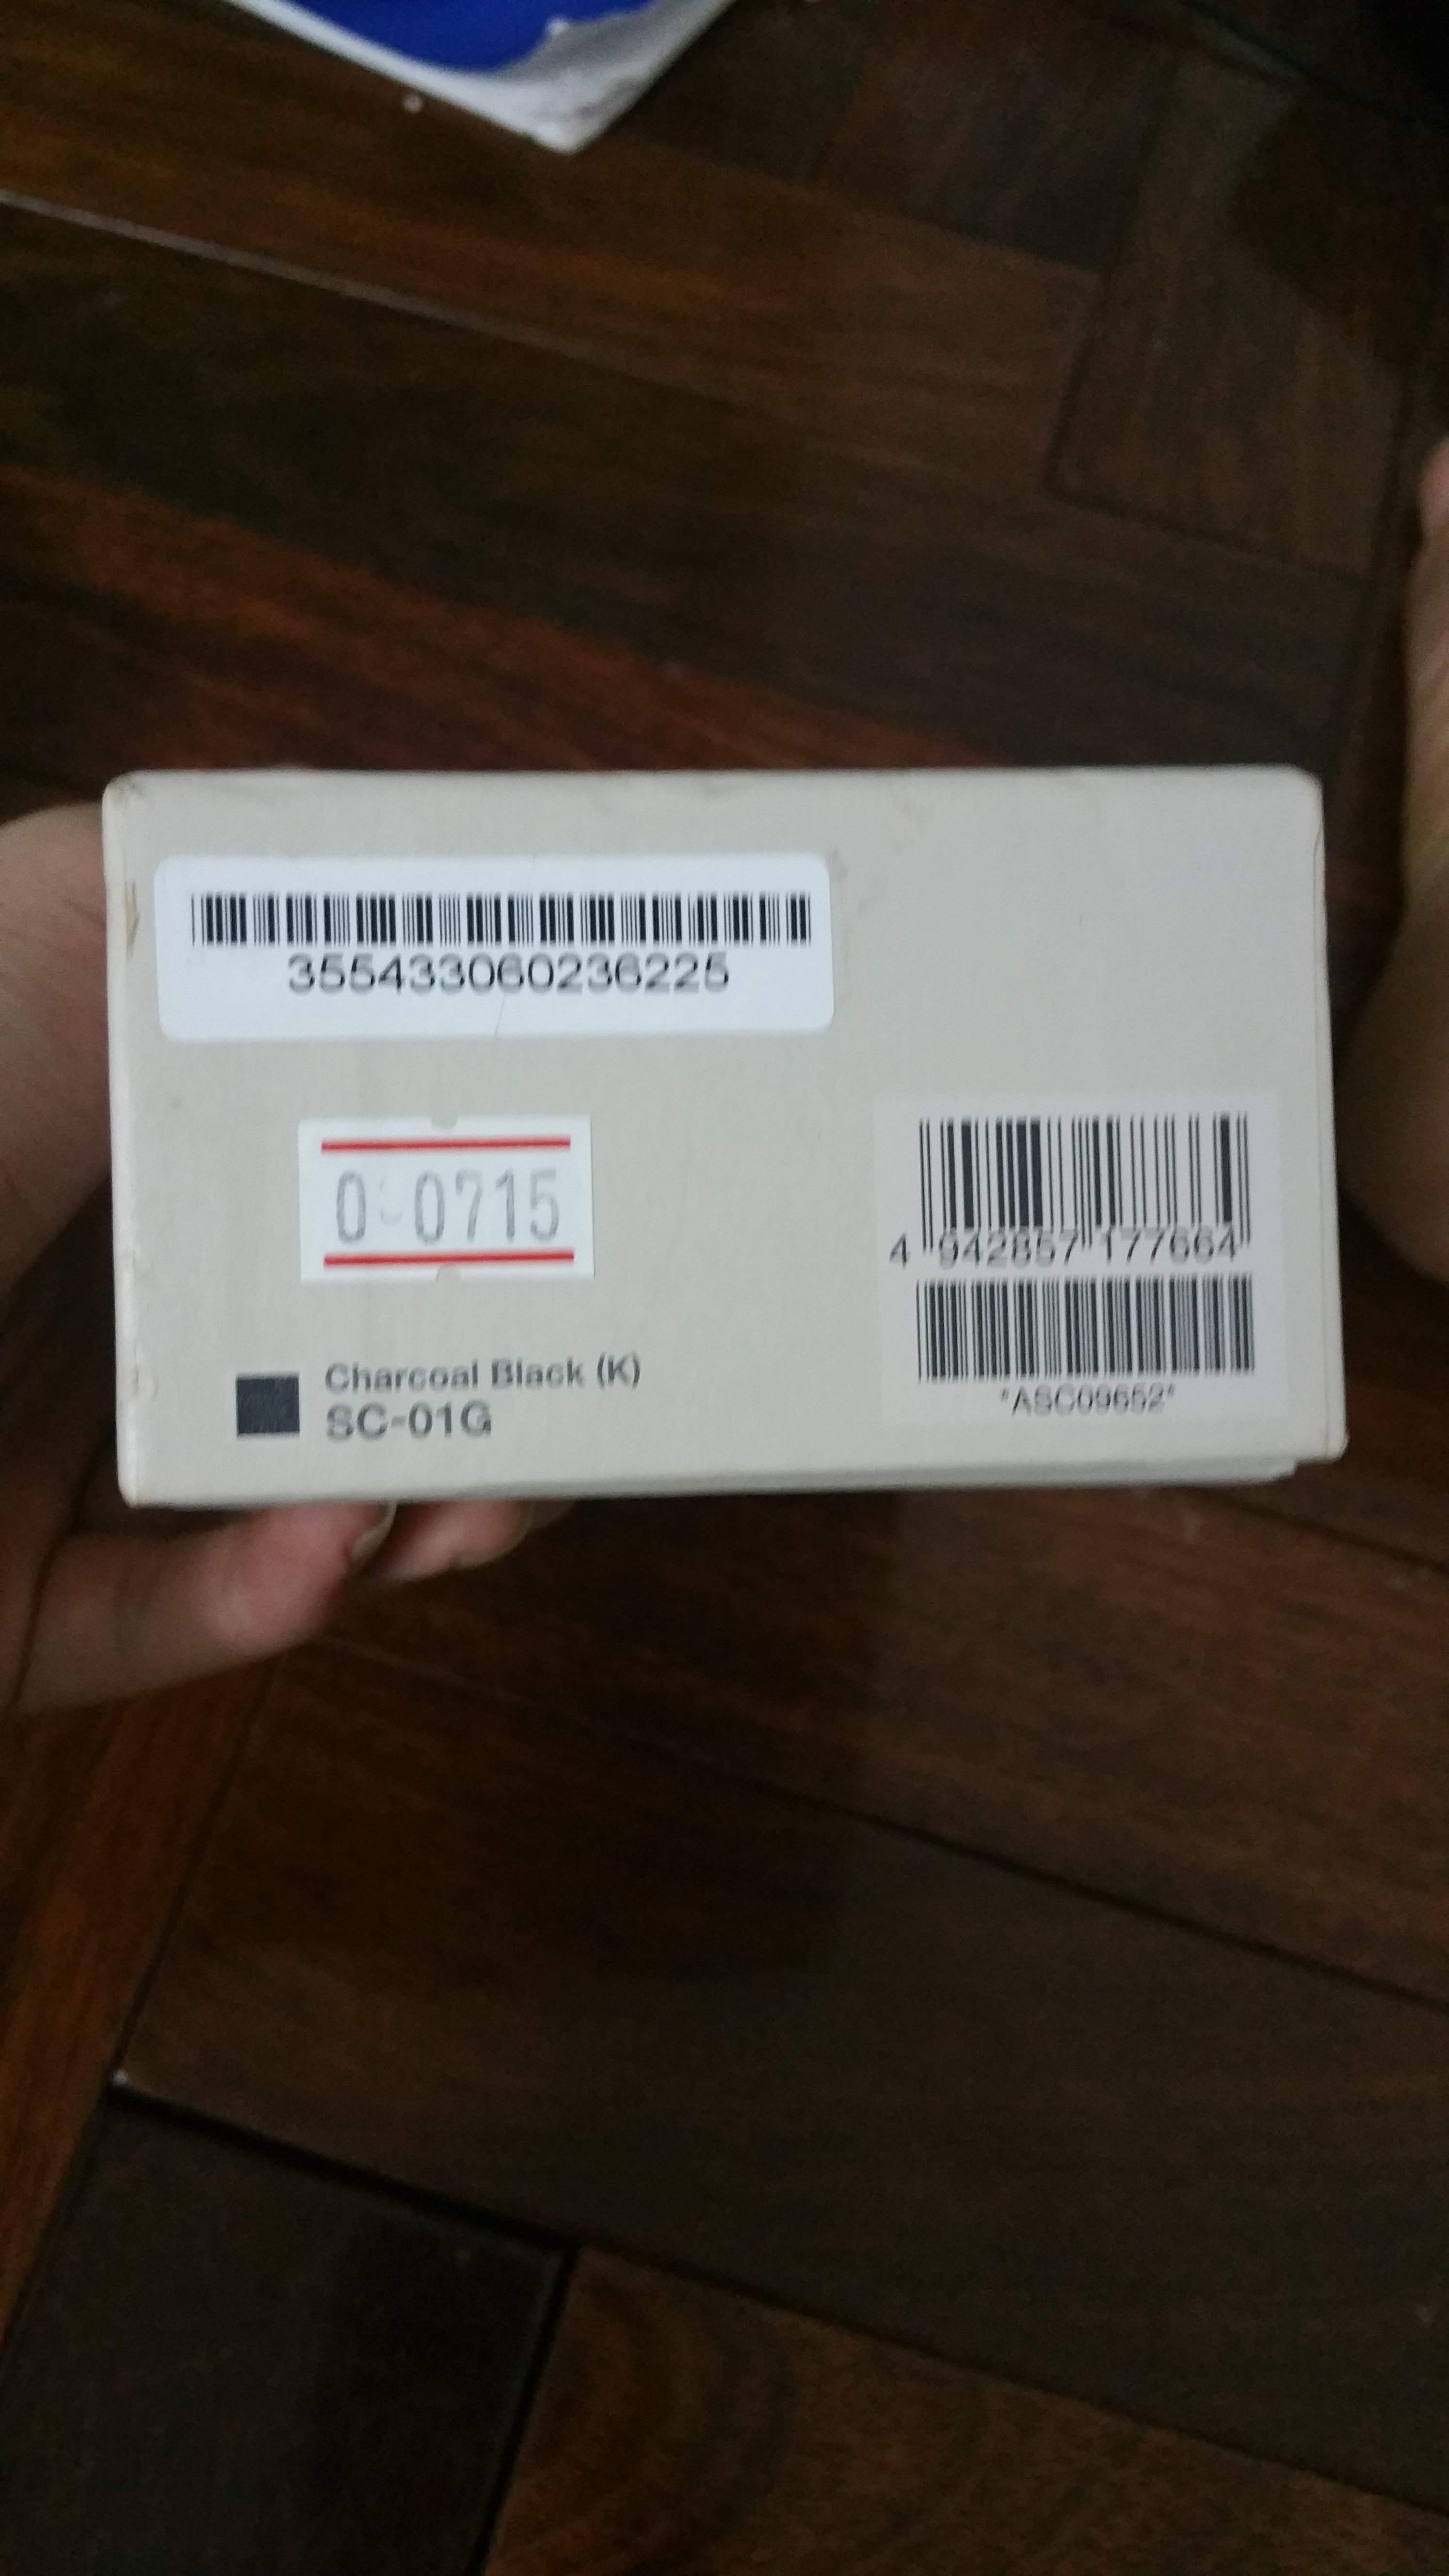 355433060236225
0 0715
4 942857 177664
*ASC09652*
Charcoal Black (K)
SC-01G